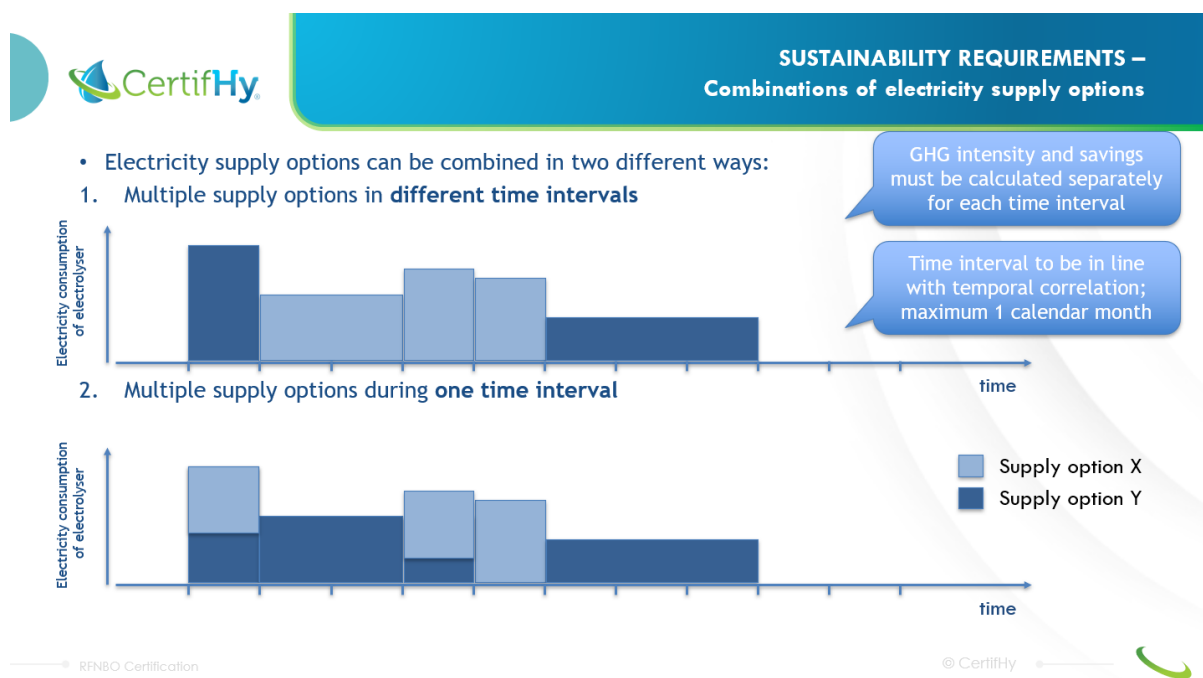 CertifHy®
SUSTAINABILITY REQUIREMENTS –
Combinations of electricity supply options
• Electricity supply options can be combined in two different ways:
1. Multiple supply options in different time intervals
GHG intensity and savings
must be calculated separately
for each time interval
Time interval to be in line
with temporal correlation;
maximum 1 calendar month
Electricity consumption
of electrolyser
time
2. Multiple supply options during one time interval
Electricity consumption
of electrolyser
Supply option X
Supply option Y
time
RFNBO Certification
© CertifHy